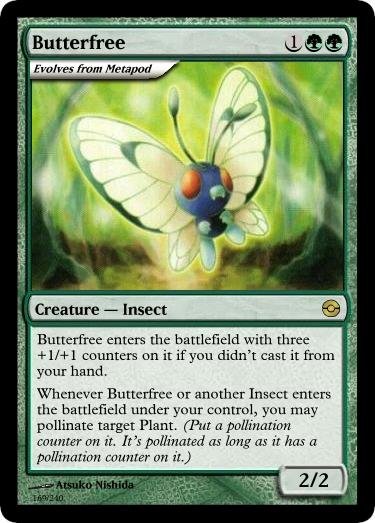 Butterfree 1
Evolves from Metapod
Creature — Insect
Butterfree enters the battlefield with three
+1/+1 counters on it if you didn't cast it from
your hand.
Whenever Butterfree or another Insect enters
the battlefield under your control, you may
pollinate target Plant. (Put a pollination
counter on it. It's pollinated as long as it has a
pollination counter on it.)
2/2
Atsuko Nishida
169/240